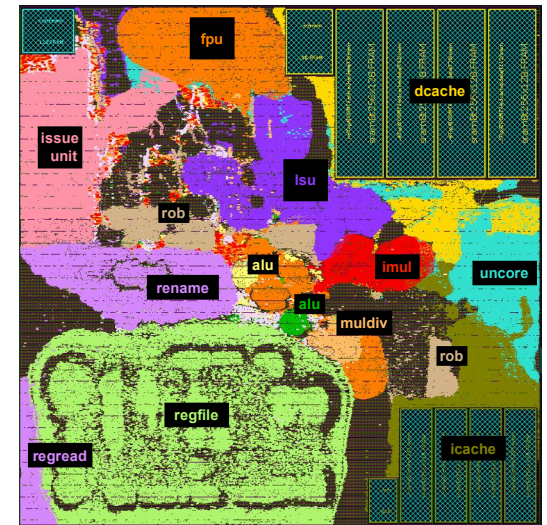 fpu
dcache
issue
unit
lsu
rob
alu
imul
uncore
rename
alu
muldiv
rob
regfile
icache
regread